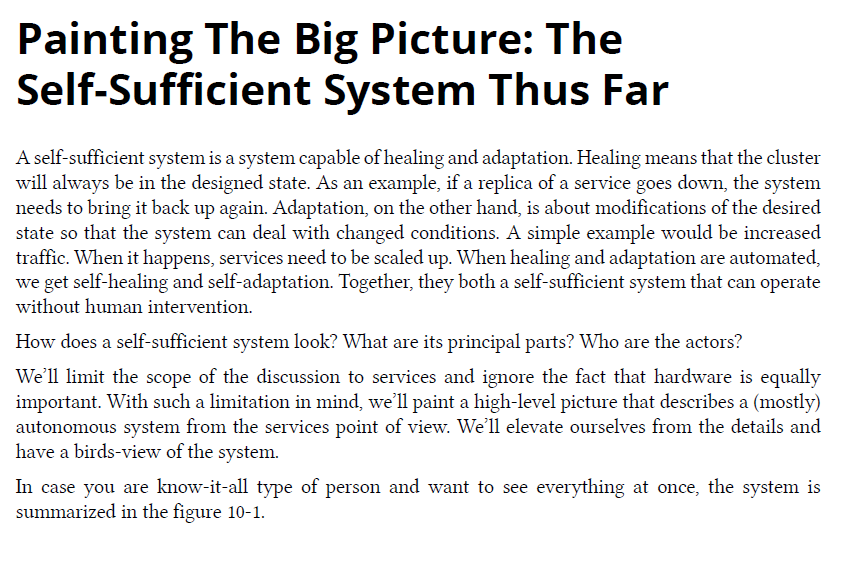 Painting The Big Picture: The
Self-Sufficient System Thus Far
A self-sufficient system is a system capable of healing and adaptation. Healing means that the cluster
will always be in the designed state. As an example, if a replica of a service goes down, the system
needs to bring it back up again. Adaptation, on the other hand, is about modifications of the desired
state so that the system can deal with changed conditions. A simple example would be increased
traffic. When it happens, services need to be scaled up. When healing and adaptation are automated,
we get self-healing and self-adaptation. Together, they both a self-sufficient system that can operate
without human intervention.
How does a self-sufficient system look? What are its principal parts? Who are the actors?
We’ll limit the scope of the discussion to services and ignore the fact that hardware is equally
important. With such a limitation in mind, we’ll paint a high-level picture that describes a (mostly)
autonomous system from the services point of view. We’ll elevate ourselves from the details and
have a birds-view of the system.
In case you are know-it-all type of person and want to see everything at once, the system is
summarized in the figure 10-1.